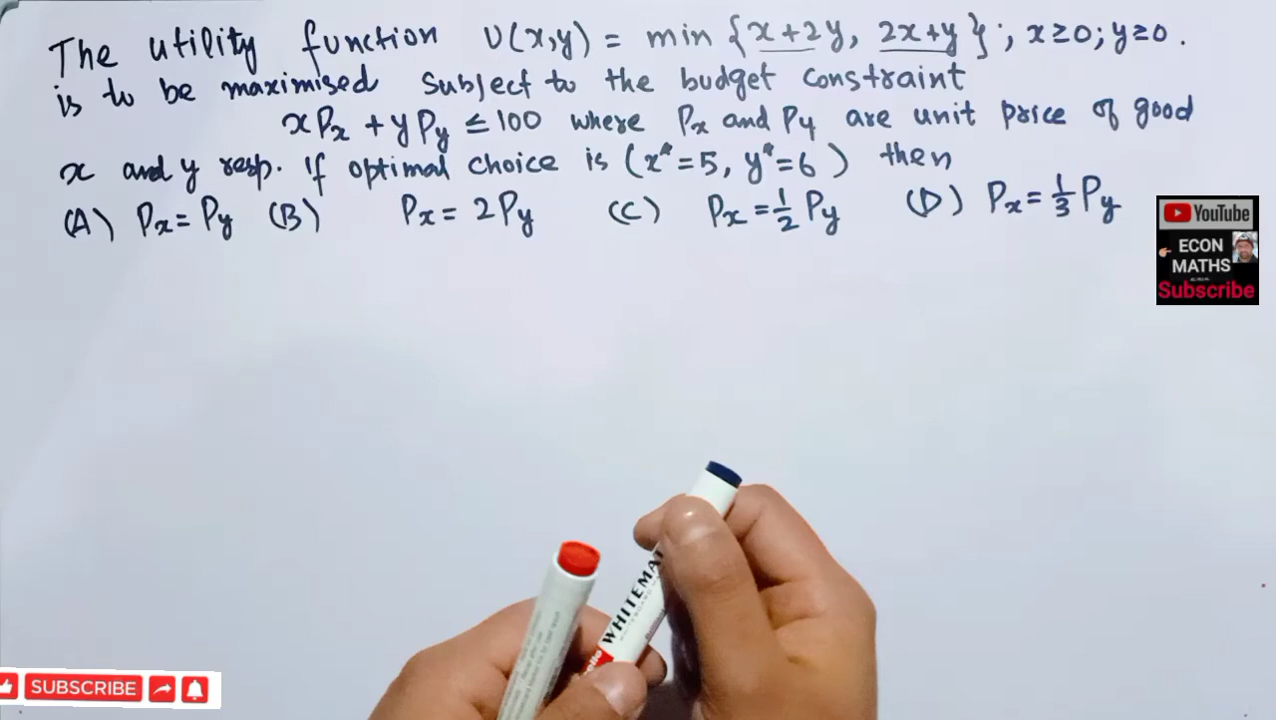 The utility function U(x,y) = min {x+2y, 2x+y} ; x≥0; y≥0.
is to be maximised subject to the budget constraint
xPx + yPy ≤ 100 where Px and Py are unit price of good
x and y resp. If optimal choice is (x*=5, y*=6) then
(A) Px = Py (B) Px = 2Py (C) Px = 1/2 Py (D) Px = 1/3 Py
YouTube
ECON
MATHS
Subscribe
WHITEMA
SUBSCRIBE